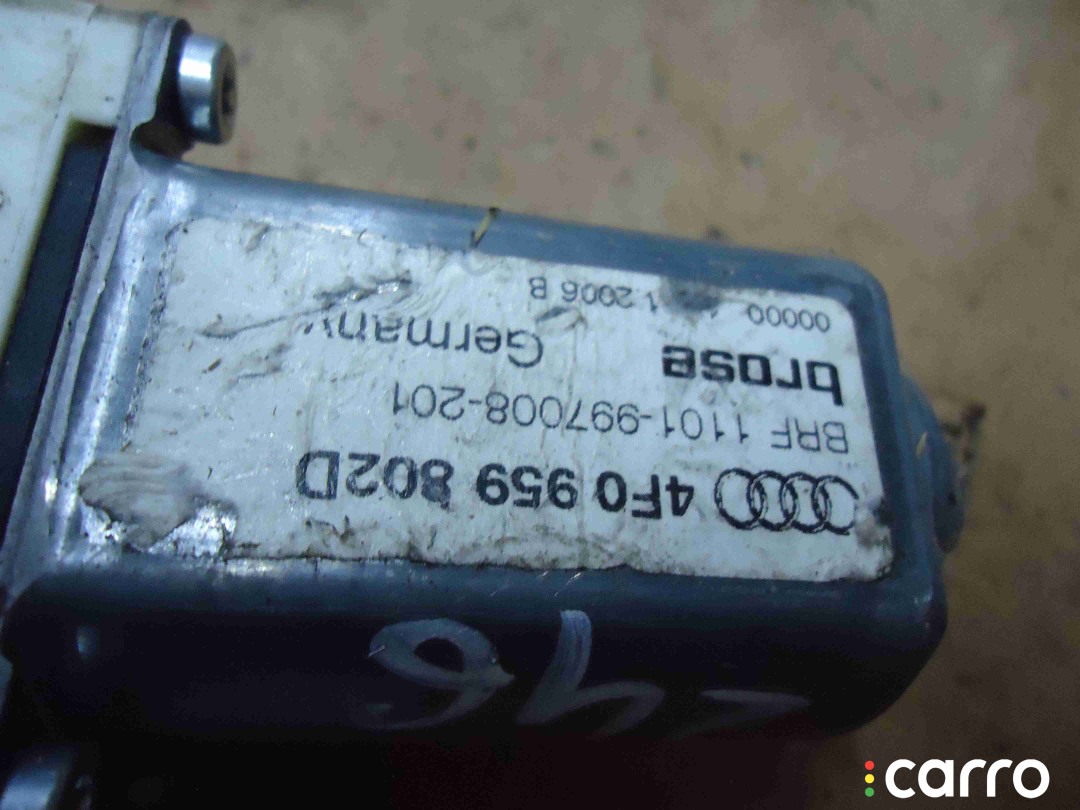 4F0 959 802D
BRF 1101-997008-201
brose Germany
00000 2006 B
carro